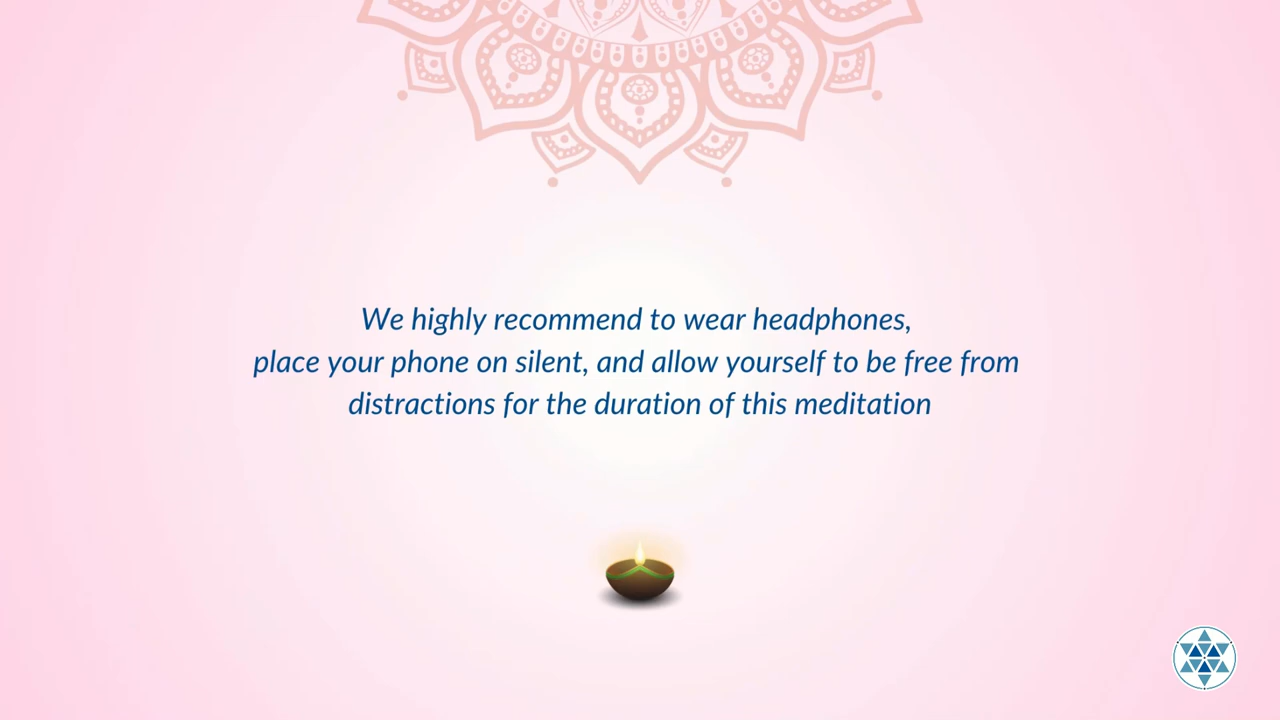 We highly recommend to wear headphones,
place your phone on silent, and allow yourself to be free from
distractions for the duration of this meditation